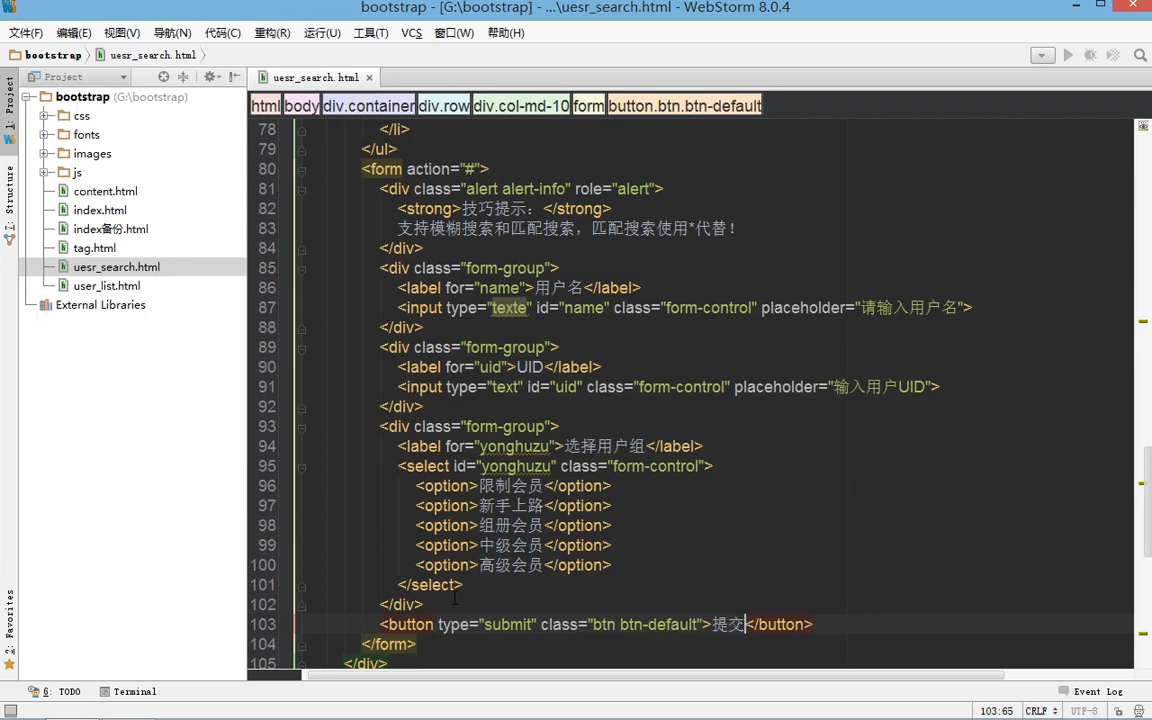 bootstrap - [G:\bootstrap] - ...\uesr_search.html - WebStorm 8.0.4
文件(F) 编辑(E) 视图(V) 导航(N) 代码(C) 重构(R) 运行(U) 工具(T) VCS 窗口(W) 帮助(H)
bootstrap uesr_search.html
Project uesr_search.html
1: Project
bootstrap (G:\bootstrap)
css
fonts
images
js
content.html
index.html
index备份.html
tag.html
uesr_search.html
user_list.html
External Libraries
7: Structure
2: Favorites
html body div.container div.row div.col-md-10 form button.btn.btn-default
78 </li>
79 </ul>
80 <form action="#">
81 <div class="alert alert-info" role="alert">
82 <strong>技巧提示：</strong>
83 支持模糊搜索和匹配搜索，匹配搜索使用*代替！
84 </div>
85 <div class="form-group">
86 <label for="name">用户名</label>
87 <input type="texte" id="name" class="form-control" placeholder="请输入用户名">
88 </div>
89 <div class="form-group">
90 <label for="uid">UID</label>
91 <input type="text" id="uid" class="form-control" placeholder="输入用户UID">
92 </div>
93 <div class="form-group">
94 <label for="yonghuzu">选择用户组</label>
95 <select id="yonghuzu" class="form-control">
96 <option>限制会员</option>
97 <option>新手上路</option>
98 <option>组册会员</option>
99 <option>中级会员</option>
100 <option>高级会员</option>
101 </select>
102 </div>
103 <button type="submit" class="btn btn-default">提交</button>
104 </form>
105 </div>
6: TODO Terminal Event Log
103:65 CRLF UTF-8